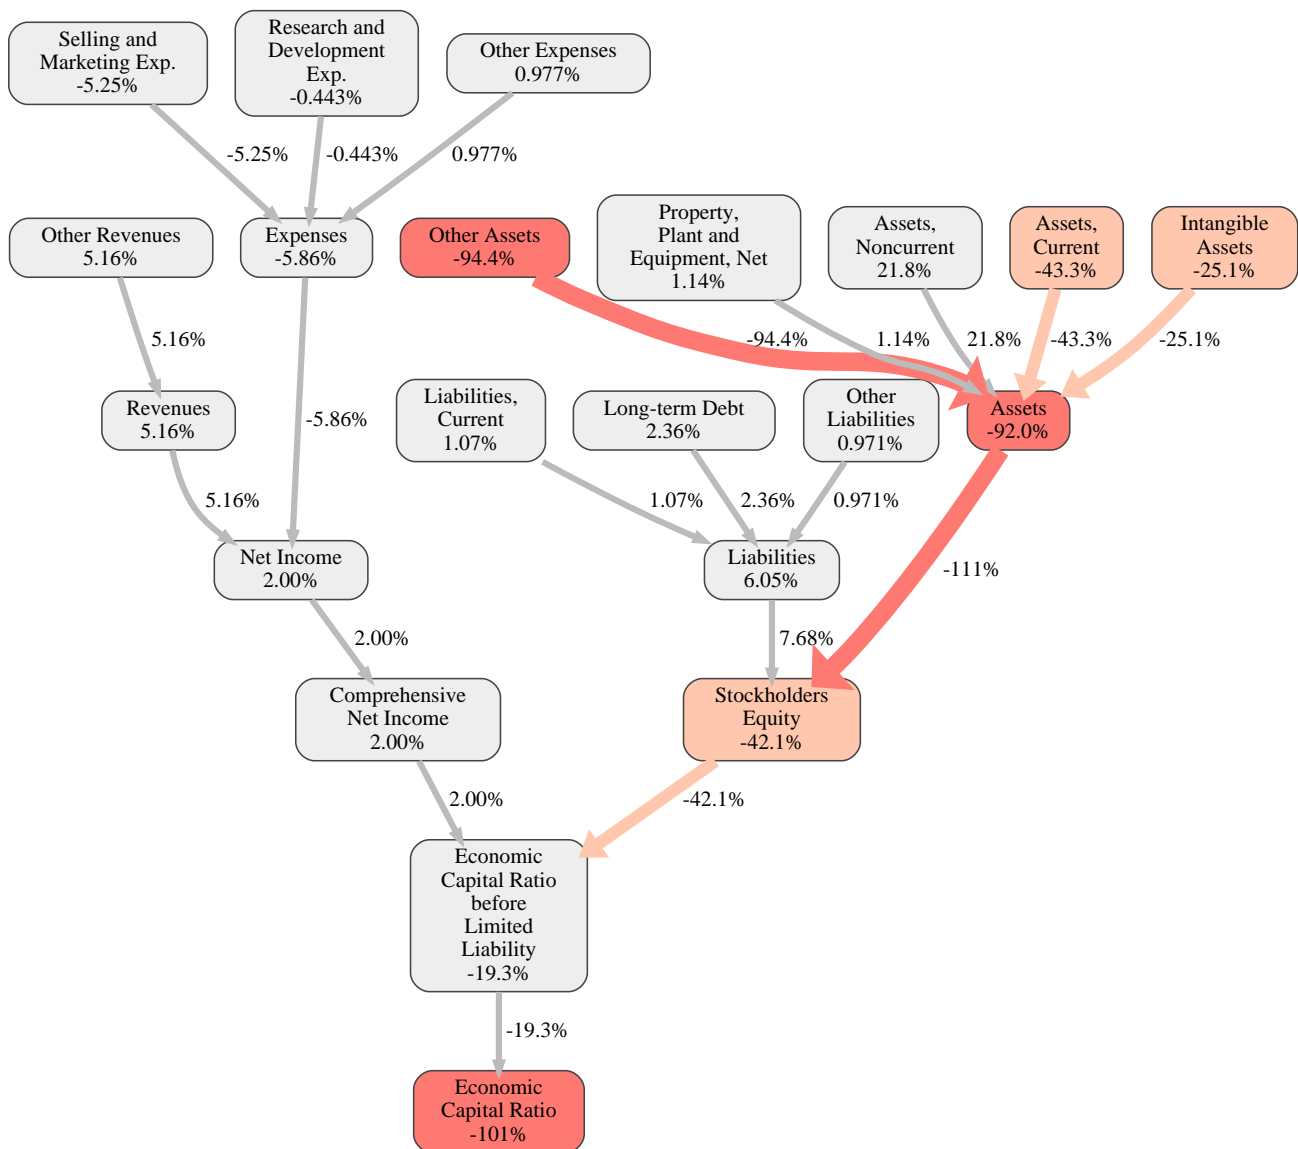 Selling and
Marketing Exp.
-5.25%
Research and
Development
Exp.
-0.443%
Other Expenses
0.977%
-5.25%
-0.443%
0.977%
Other Revenues
5.16%
Expenses
-5.86%
Other Assets
-94.4%
Property,
Plant and
Equipment, Net
1.14%
Assets,
Noncurrent
21.8%
Assets,
Current
-43.3%
Intangible
Assets
-25.1%
5.16%
-94.4%
1.14%
21.8%
-43.3%
-25.1%
Revenues
5.16%
-5.86%
Liabilities,
Current
1.07%
Long-term Debt
2.36%
Other
Liabilities
0.971%
Assets
-92.0%
5.16%
1.07%
2.36%
0.971%
Net Income
2.00%
Liabilities
6.05%
-111%
2.00%
7.68%
Comprehensive
Net Income
2.00%
Stockholders
Equity
-42.1%
2.00%
-42.1%
Economic
Capital Ratio
before
Limited
Liability
-19.3%
-19.3%
Economic
Capital Ratio
-101%